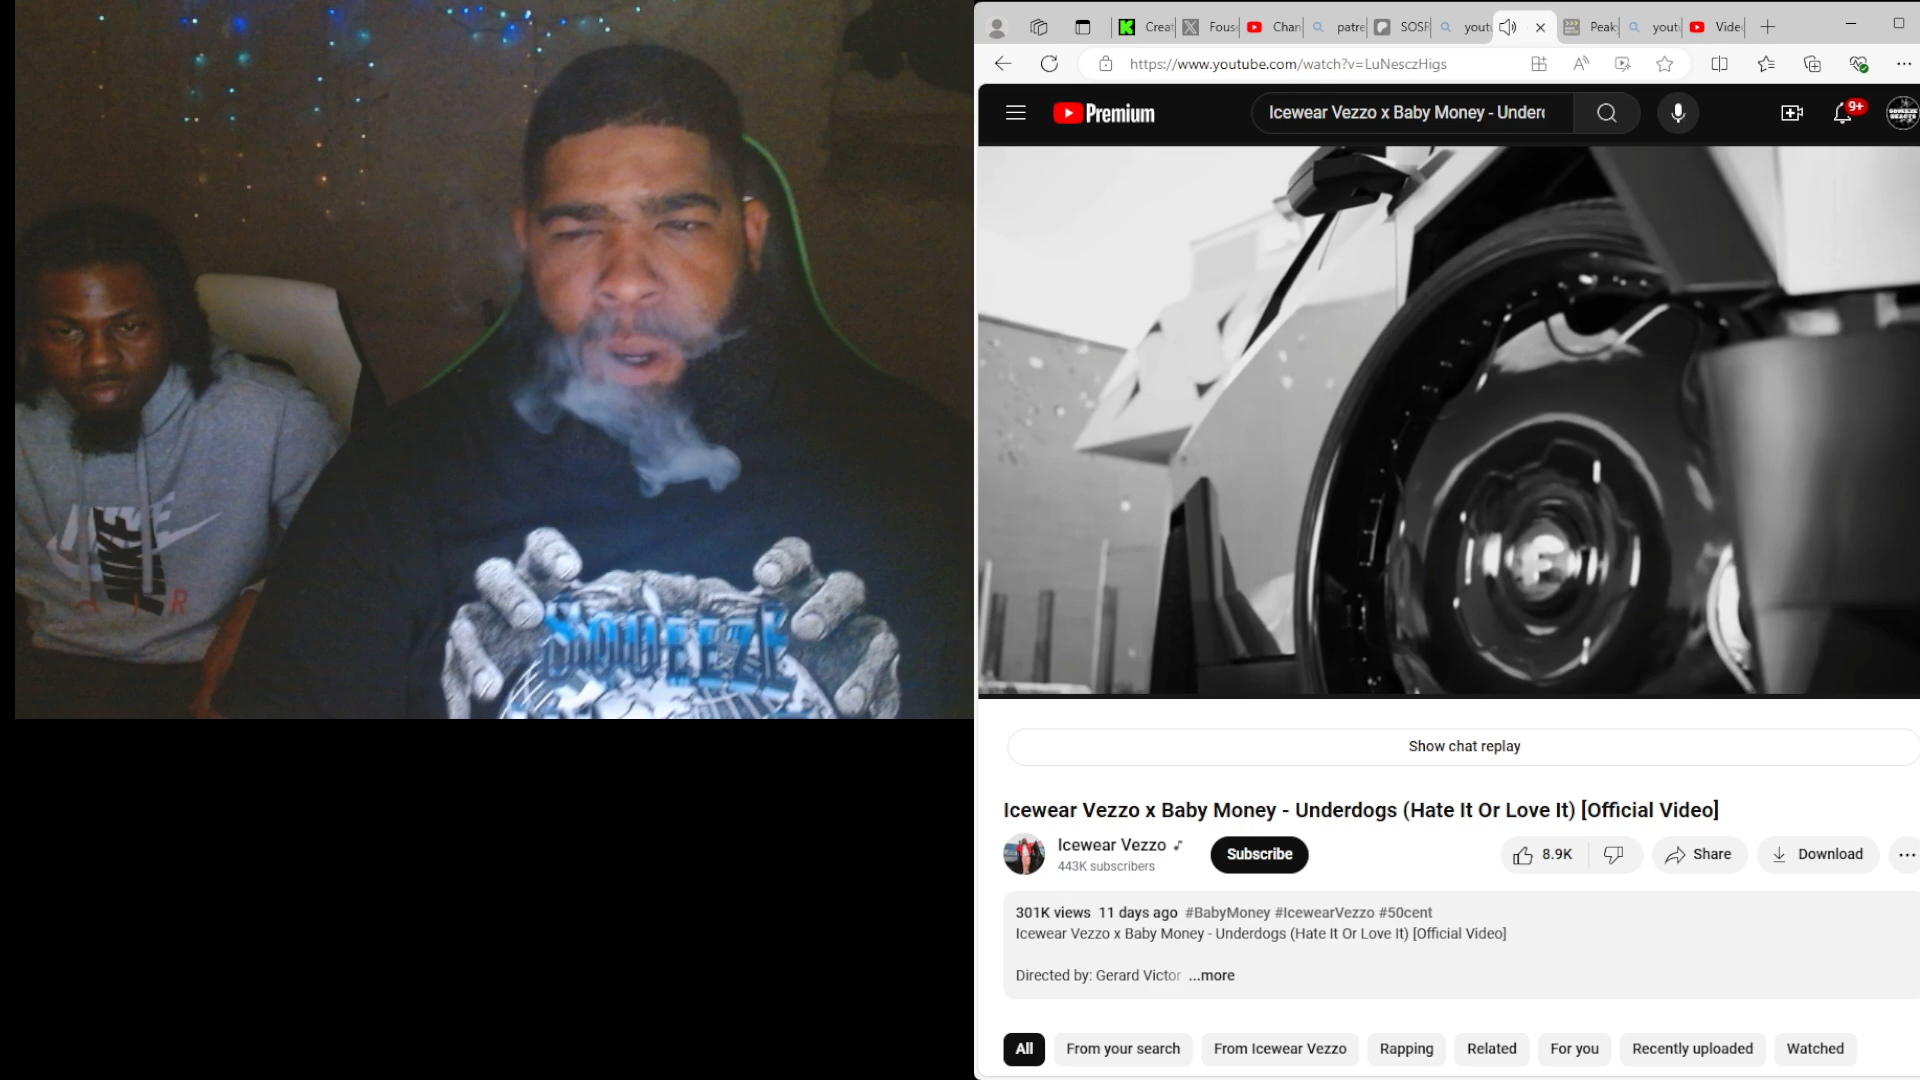 Creat
Fous
Chan
patre
SOSF
yout
Peak
yout
Vide
https://www.youtube.com/watch?v=LuNesczHigs
Premium
Icewear Vezzo x Baby Money - Underd
9+
NIKE
AIR
SQUEEZE
F
Show chat replay
Icewear Vezzo x Baby Money - Underdogs (Hate It Or Love It) [Official Video]
Icewear Vezzo
443K subscribers
Subscribe
8.9K
Share
Download
301K views 11 days ago #BabyMoney #IcewearVezzo #50cent
Icewear Vezzo x Baby Money - Underdogs (Hate It Or Love It) [Official Video]
Directed by: Gerard Victor ...more
All
From your search
From Icewear Vezzo
Rapping
Related
For you
Recently uploaded
Watched